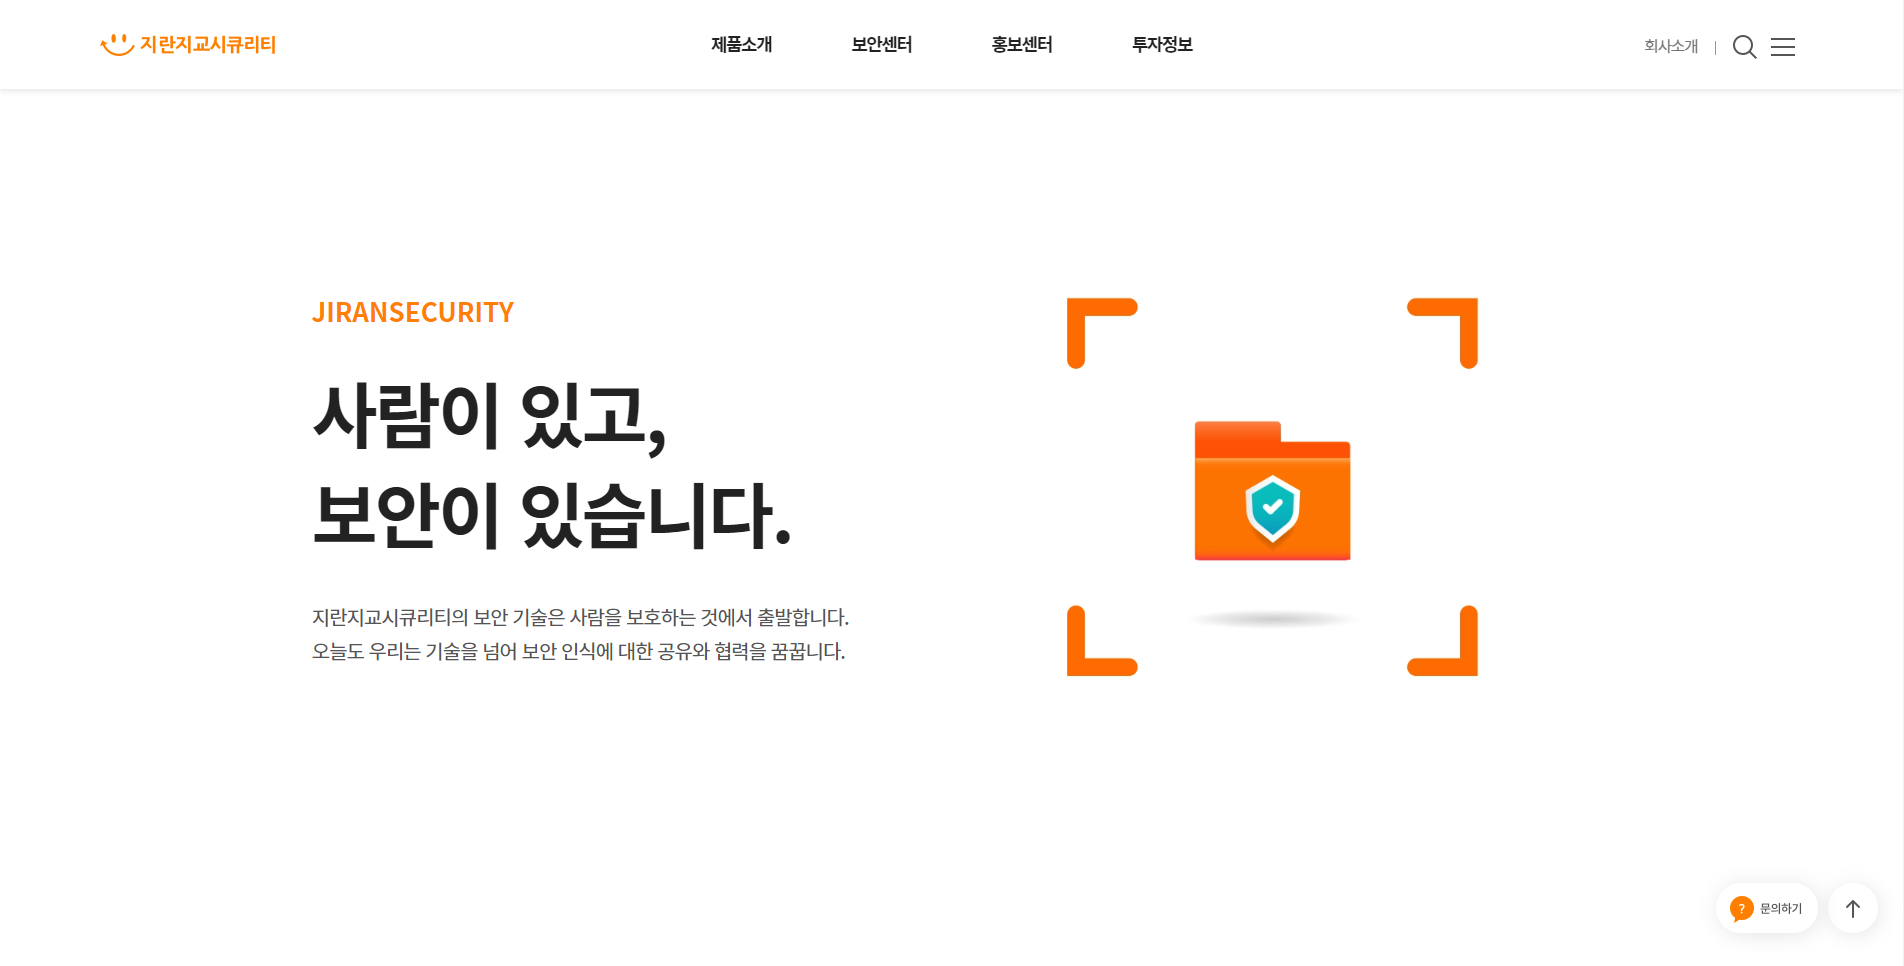 지란지교시큐리티
제품소개
보안센터
홍보센터
투자정보
회사소개
JIRANSECURITY
사람이 있고,
보안이 있습니다.
지란지교시큐리티의 보안 기술은 사람을 보호하는 것에서 출발합니다.
오늘도 우리는 기술을 넘어 보안 인식에 대한 공유와 협력을 꿈꿉니다.
? 문의하기